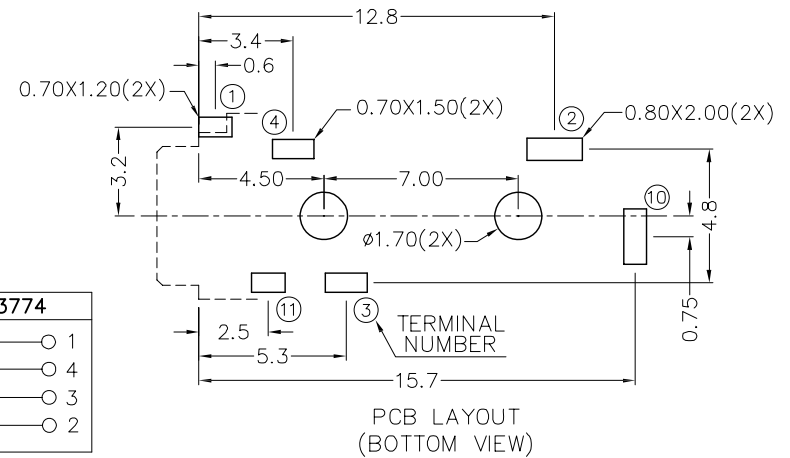 12.8
3.4
0.6
0.70X1.20(2X)
1
4
0.70X1.50(2X)
2
0.80X2.00(2X)
3.2
4.50
7.00
10
4.8
ø1.70(2X)
0.75
11
3
TERMINAL
NUMBER
2.5
5.3
15.7
3774
1
4
3
2
PCB LAYOUT
(BOTTOM VIEW)